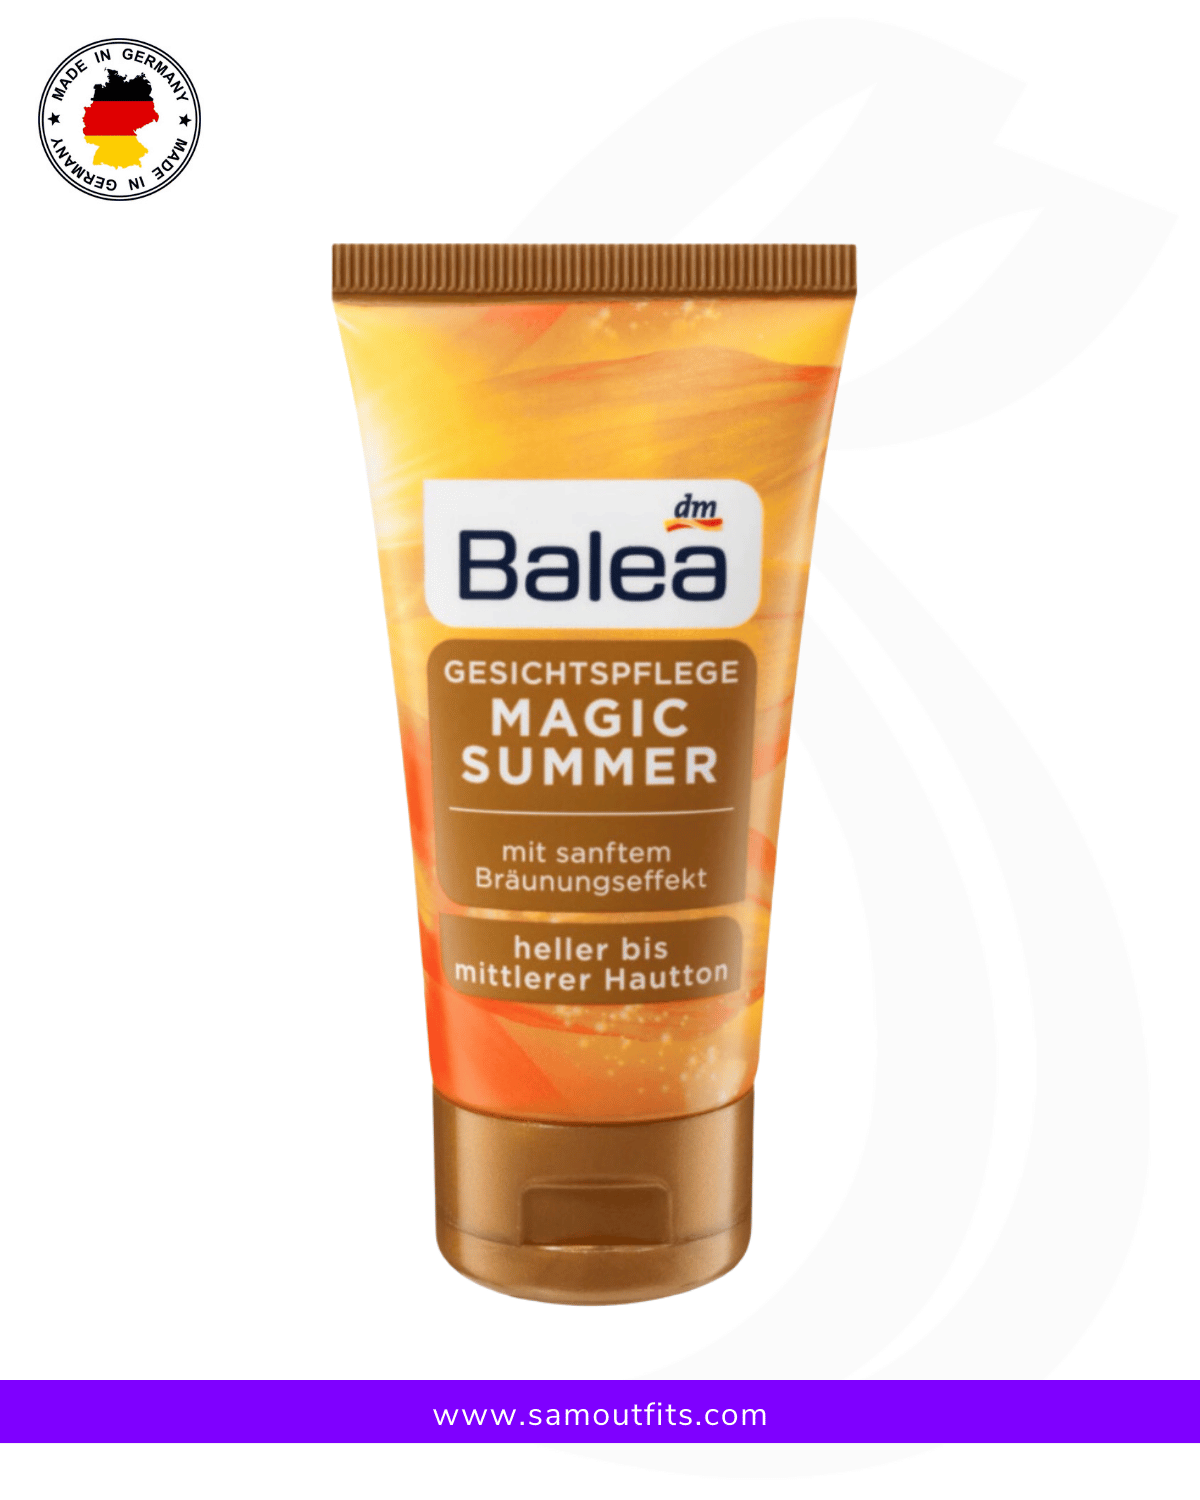 MADE IN GERMANY
MADE IN GERMANY
dm
Balea
GESICHTSPFLEGE
MAGIC
SUMMER
mit sanftem
Bräunungseffekt
heller bis
mittlerer Hautton
www.samoutfits.com